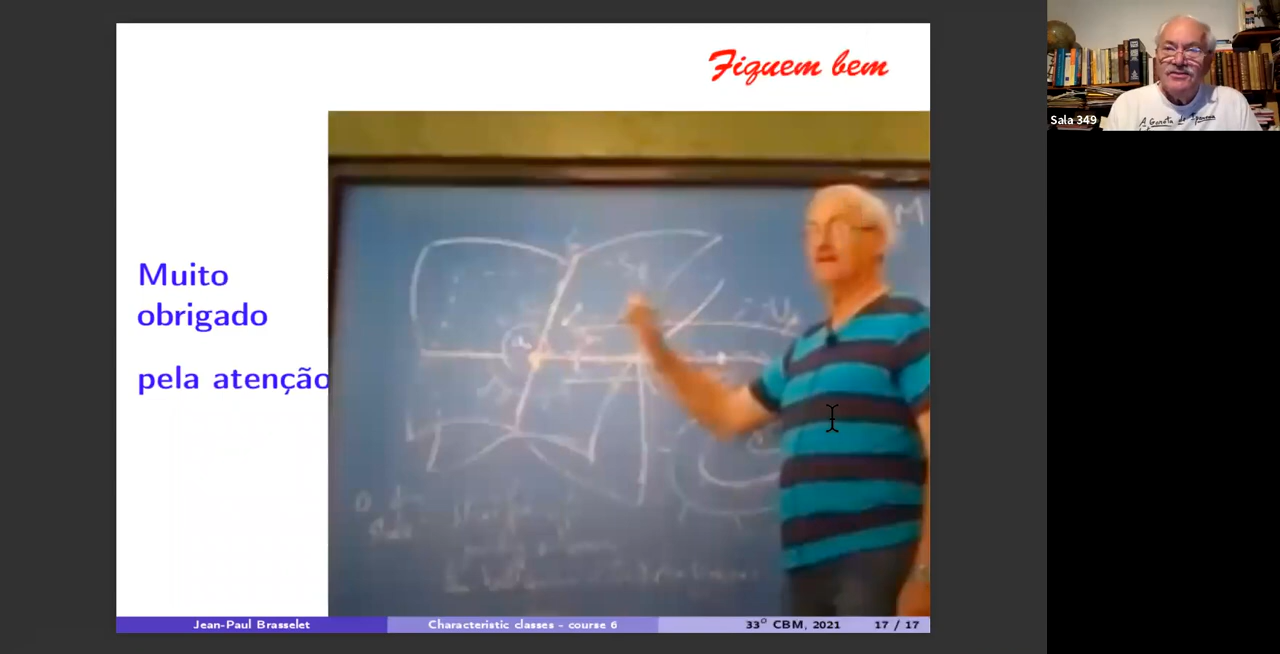 Fiquem bem
Muito
obrigado
pela atenção
Jean-Paul Brasselet
Characteristic classes - course 6
33° CBM, 2021
17 / 17
Sala 349
A Garota de Ipanema
M